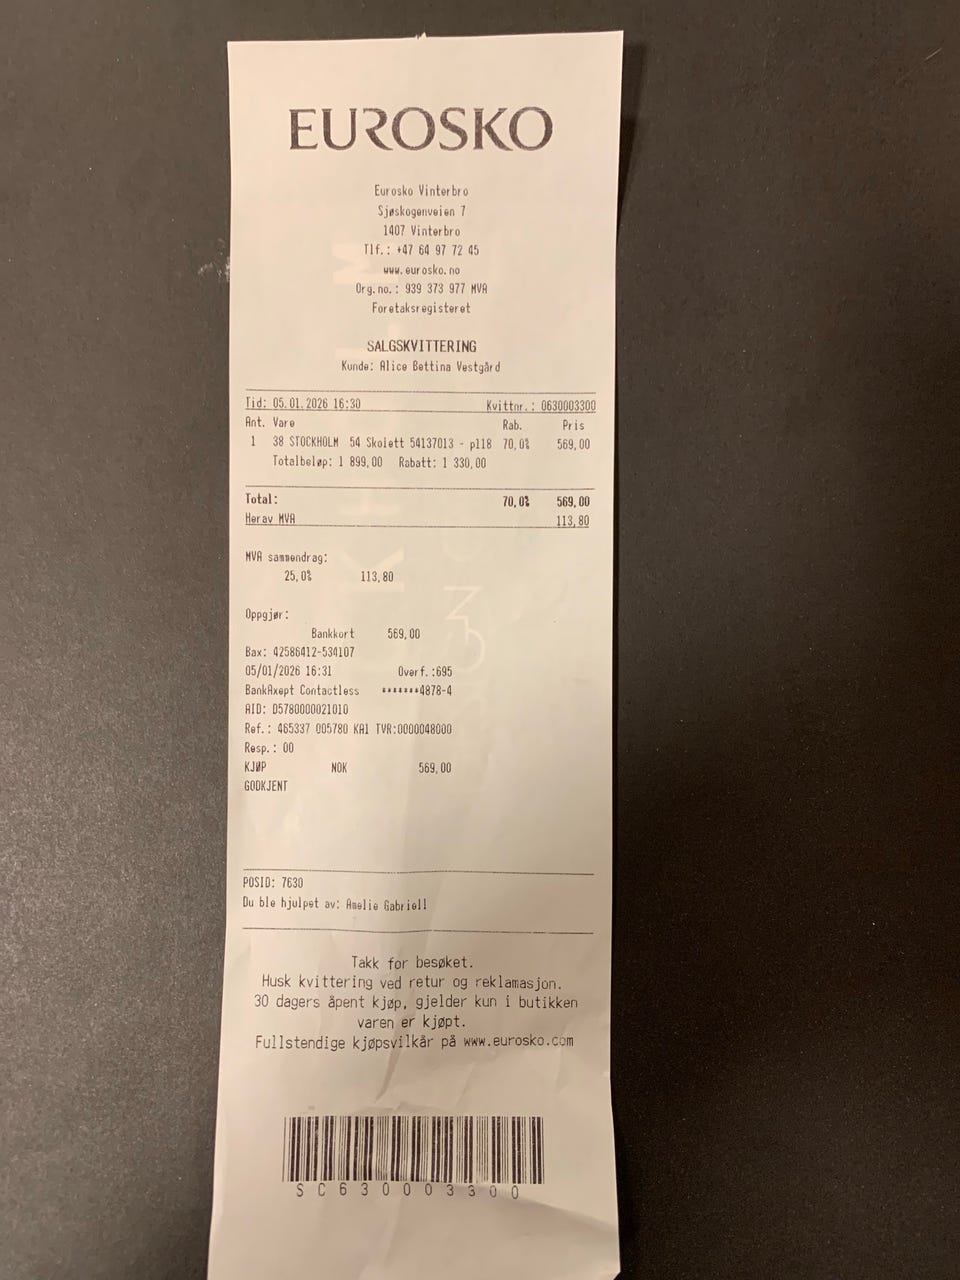 EUROSKO
Eurosko Vinterbro
Sjøskogenveien 7
1407 Vinterbro
Tlf.: +47 64 97 72 45
www.eurosko.no
Org.no.: 939 373 977 MVA
Foretaksregisteret
SALGSKVITTERING
Kunde: Alice Bettina Vestgård
Tid: 05.01.2026 16:30 Kvittnr.: 0630003300
Ant. Vare Rab. Pris
1 38 STOCKHOLM 54 Skolett 54137013 - p118 70,0% 569,00
Totalbeløp: 1 899,00 Rabatt: 1 330,00
Total: 70,0% 569,00
Herav MVA 113,80
MVA sammendrag:
25,0% 113,80
Oppgjør:
Bankkort 569,00
Bax: 42586412-534107
05/01/2026 16:31 Overf.:695
BankAxept Contactless *******4878-4
AID: D5780000021010
Ref.: 465337 005780 KA1 TVR:0000048000
Resp.: 00
KJØP NOK 569,00
GODKJENT
POSID: 7630
Du ble hjulpet av: Amelie Gabriell
Takk for besøket.
Husk kvittering ved retur og reklamasjon.
30 dagers åpent kjøp, gjelder kun i butikken
varen er kjøpt.
Fullstendige kjøpsvilkår på www.eurosko.com
SC630003300